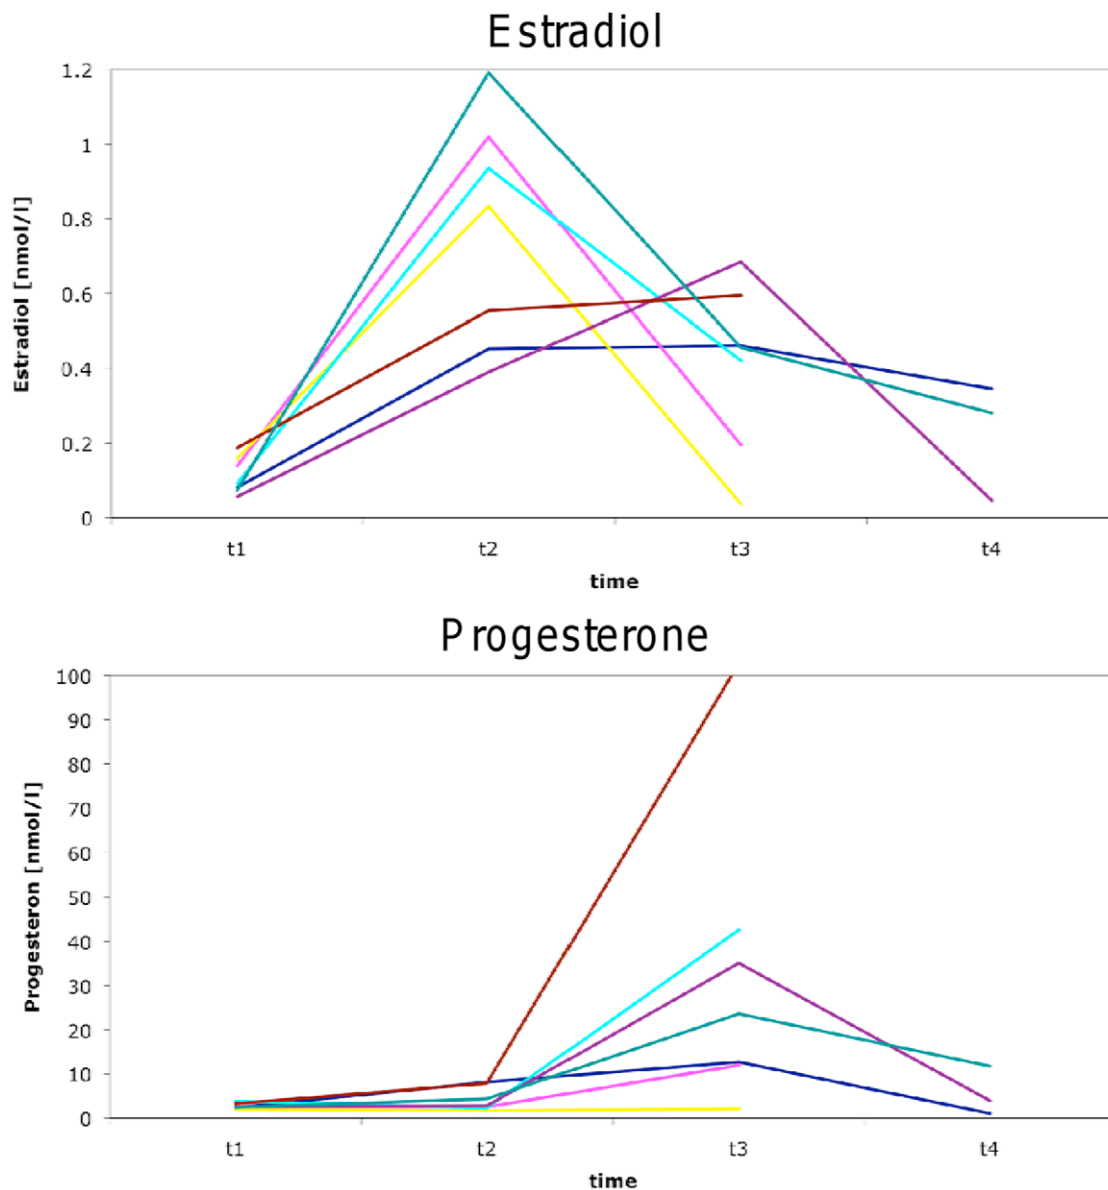 Estradiol
1.2
1
0.8
0.6
0.4
0.2
0
Estradiol [nmol/l]
t1 t2 t3 t4
time
Progesterone
100
90
80
70
60
50
40
30
20
10
0
Progesteron [nmol/l]
t1 t2 t3 t4
time